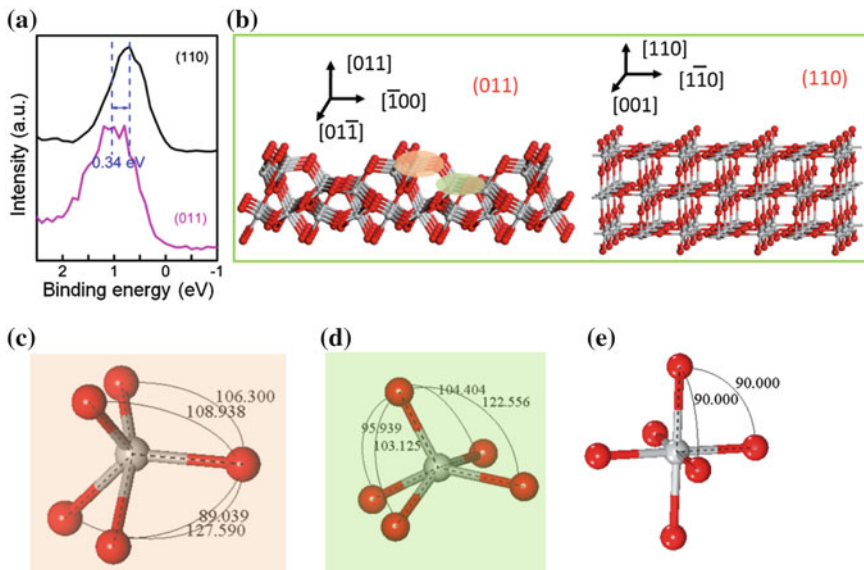 (a)
(110)
0.34 eV
(011)
Intensity (a.u.)
2 1 0 -1
Binding energy (eV)
(b)
[011]
[1̄00]
[011̄]
(011)
[110]
[11̄0]
[001]
(110)
(c)
106.300
108.938
89.039
127.590
(d)
104.404
122.556
95.939
103.125
(e)
90.000
90.000